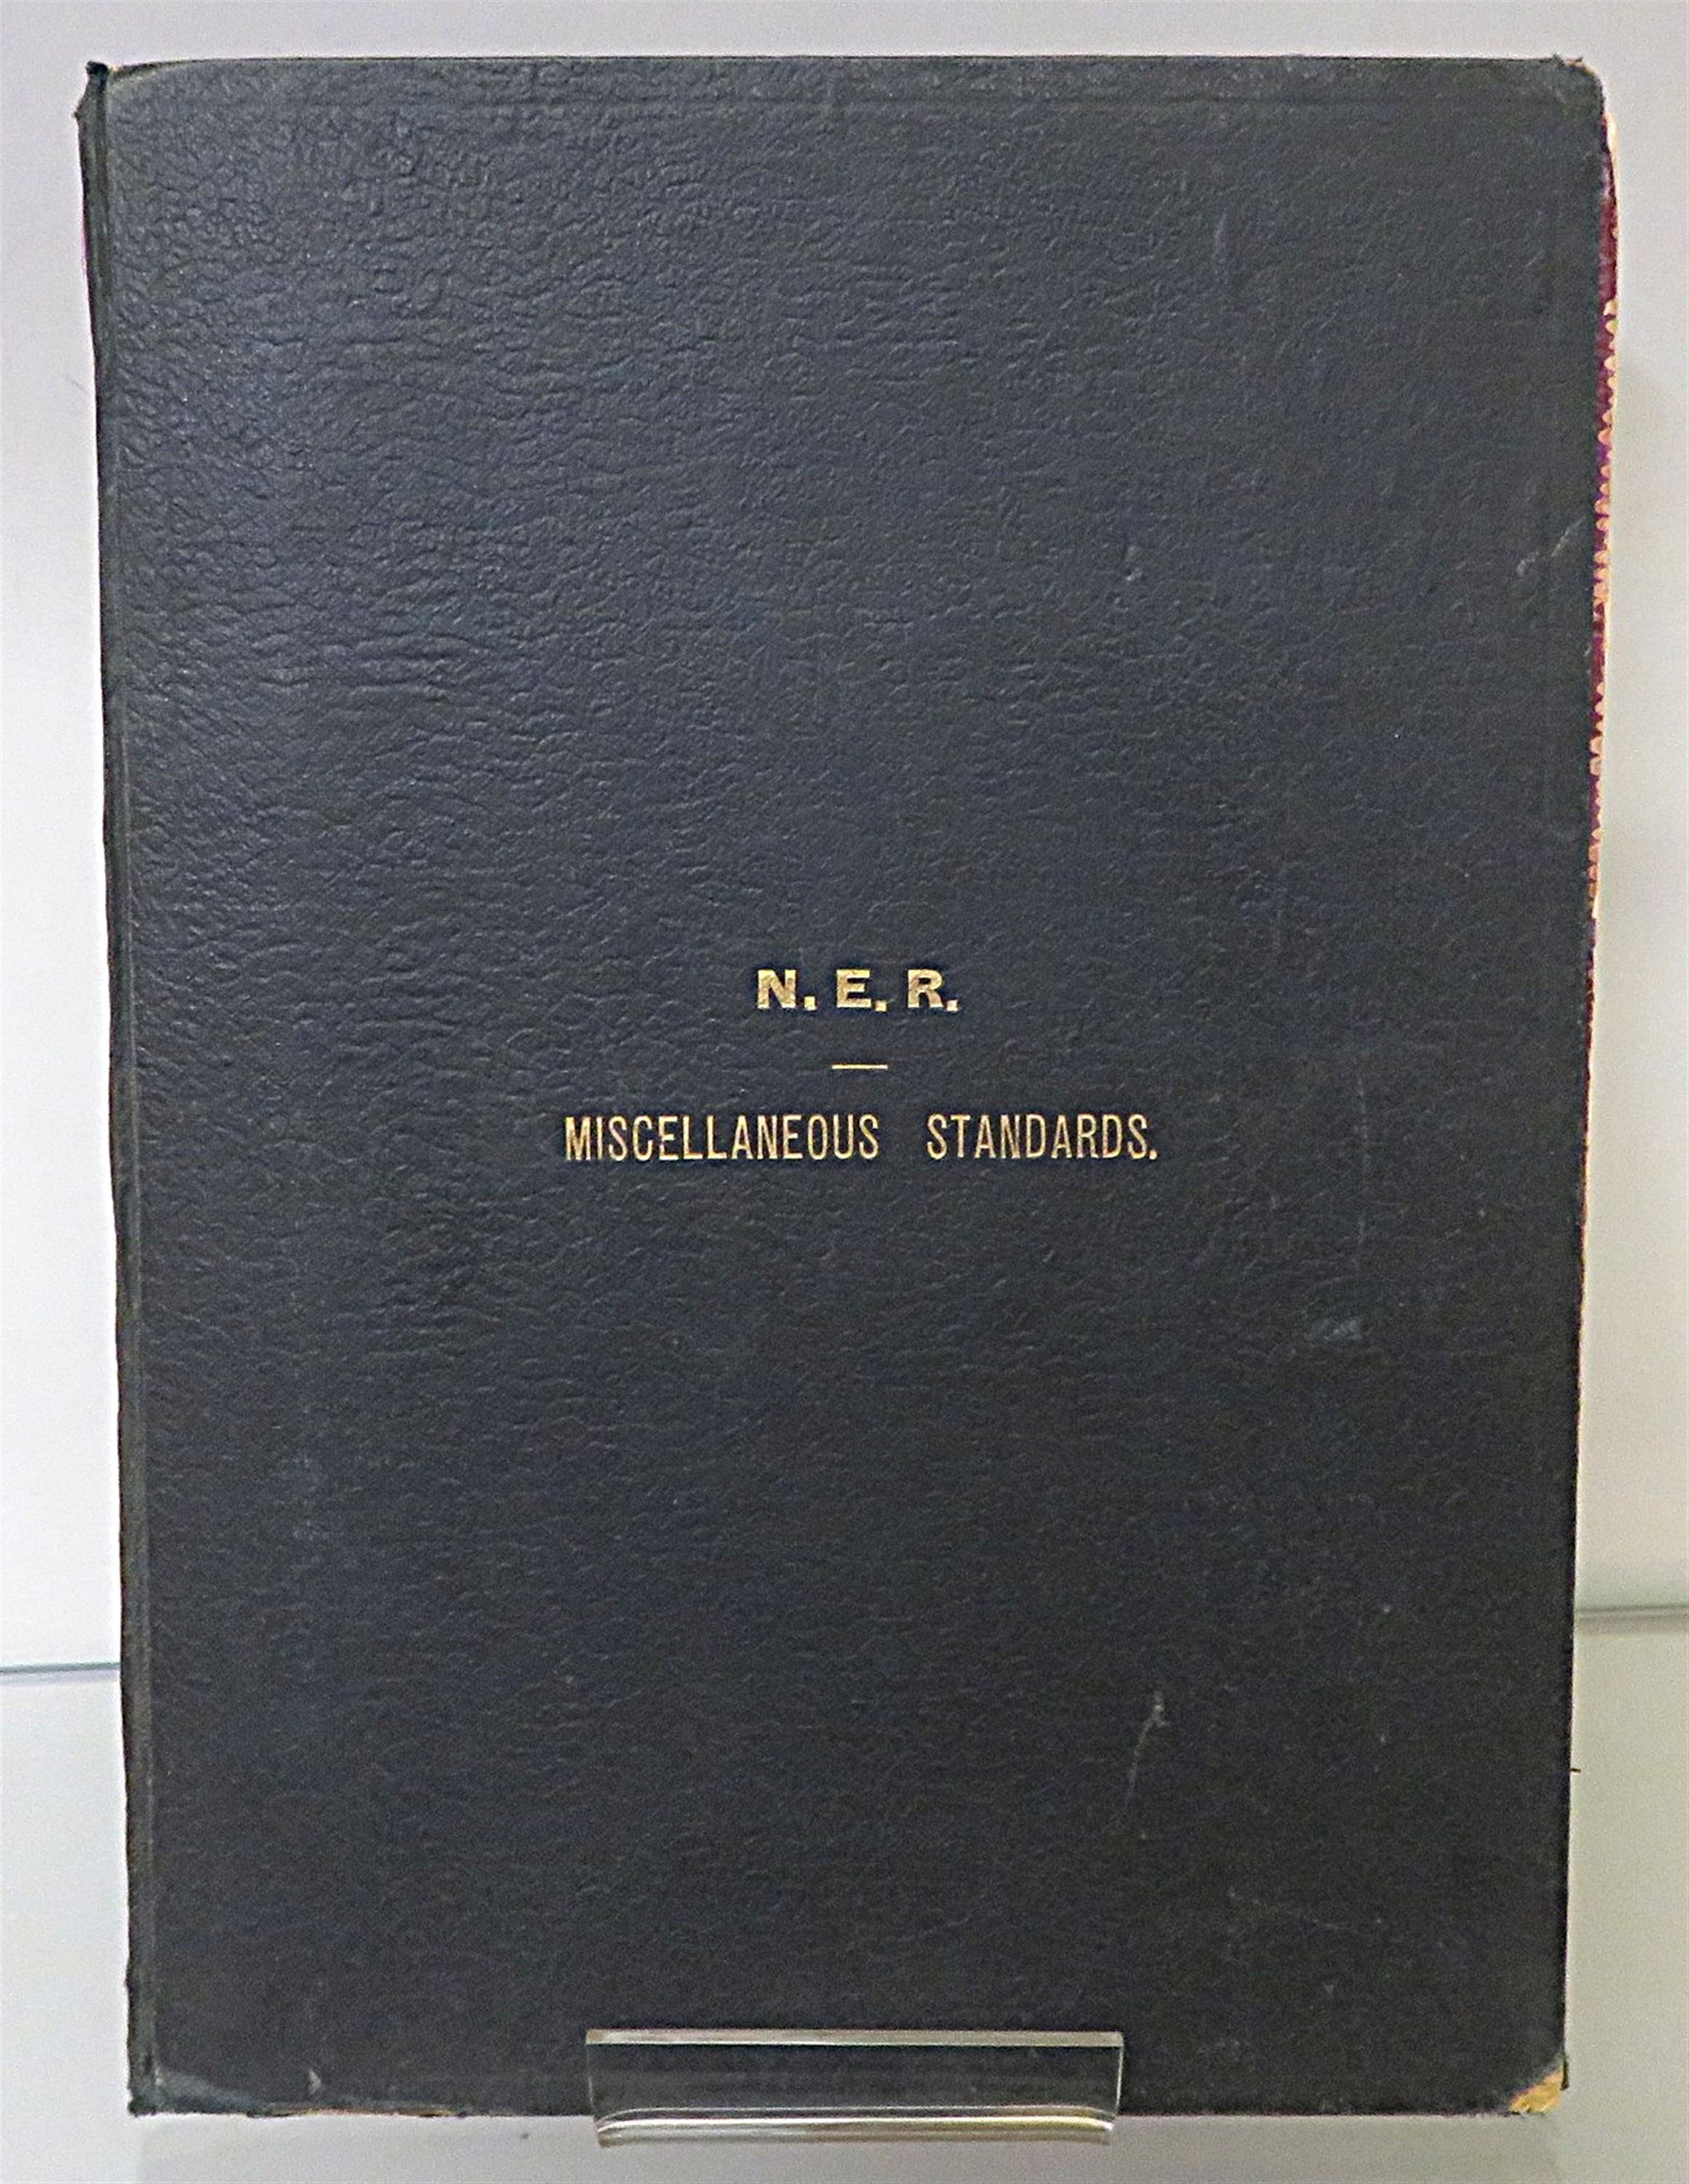 N. E. R.
MISCELLANEOUS STANDARDS.